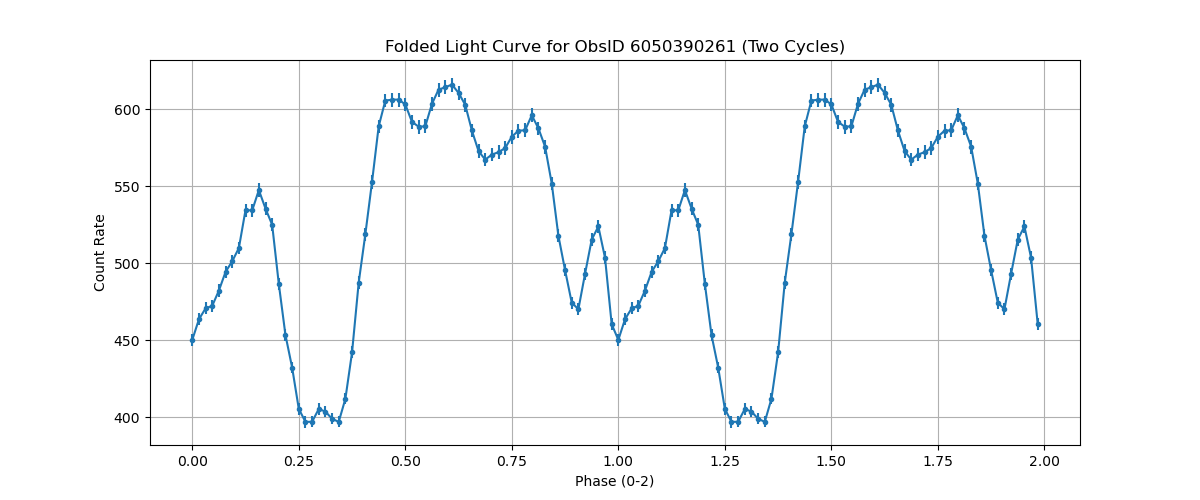 Folded Light Curve for ObsID 6050390261 (Two Cycles)
Count Rate
600
550
500
450
400
0.00 0.25 0.50 0.75 1.00 1.25 1.50 1.75 2.00
Phase (0-2)